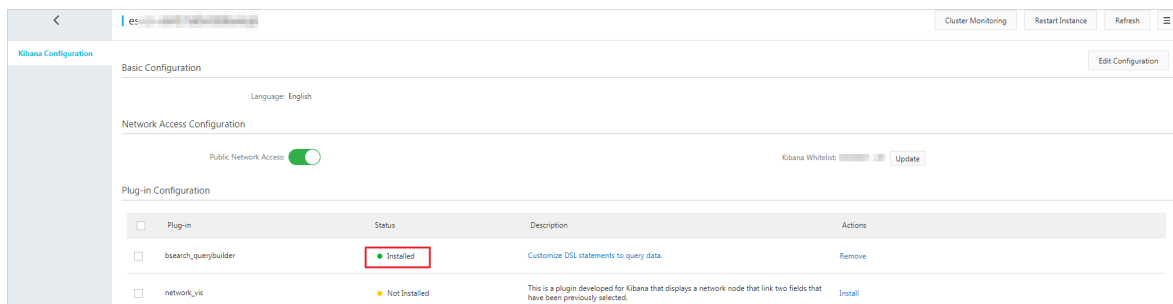 es
Cluster Monitoring
Restart Instance
Refresh
Kibana Configuration
Edit Configuration
Basic Configuration
Language: English
Network Access Configuration
Public Network Access:
Kibana Whitelist:
Update
Plug-in Configuration
Plug-in Status Description Actions
bsearch_querybuilder Installed Customize DSL statements to query data. Remove
network_vis Not Installed This is a plugin developed for Kibana that displays a network node that link two fields that Install
have been previously selected.